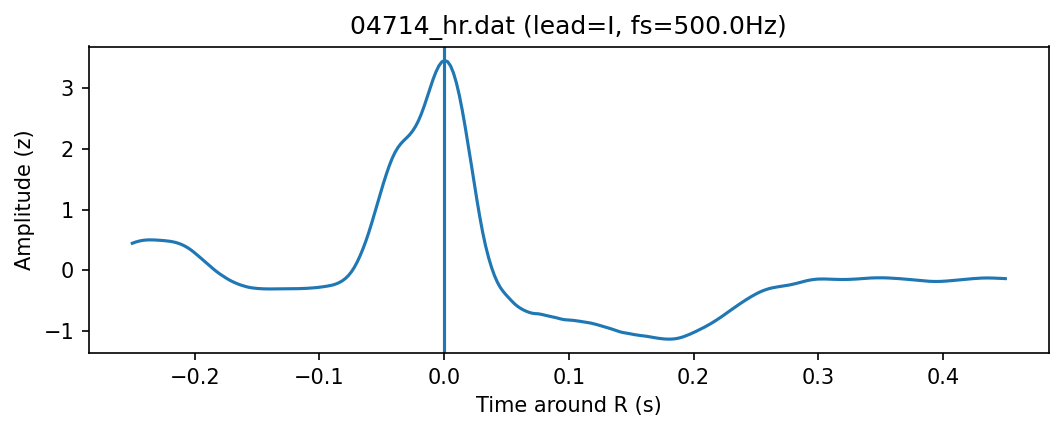 04714_hr.dat (lead=I, fs=500.0Hz)
Amplitude (z)
3
2
1
0
−1
−0.2 −0.1 0.0 0.1 0.2 0.3 0.4
Time around R (s)